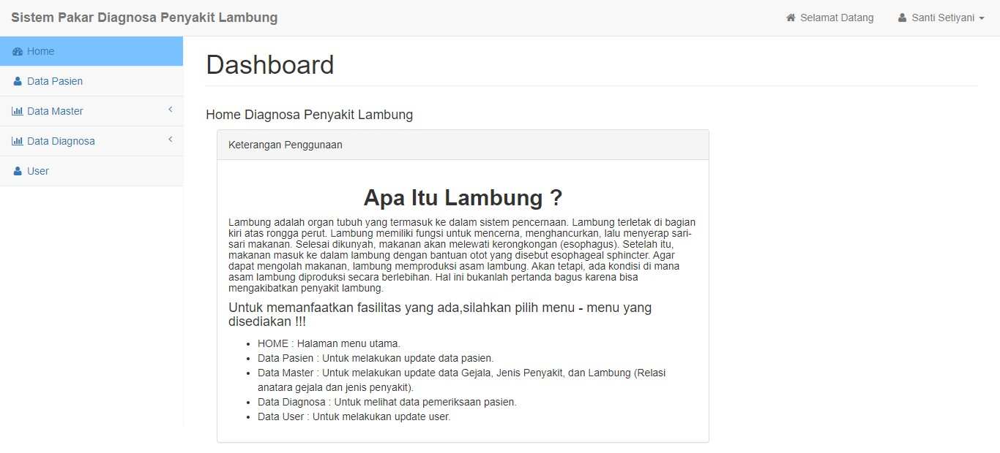 Sistem Pakar Diagnosa Penyakit Lambung
Selamat Datang
Santi Setiyani
Home
Data Pasien
Data Master
Data Diagnosa
User
Dashboard
Home Diagnosa Penyakit Lambung
Keterangan Penggunaan
Apa Itu Lambung ?
Lambung adalah organ tubuh yang termasuk ke dalam sistem pencernaan. Lambung terletak di bagian
kiri atas rongga perut. Lambung memiliki fungsi untuk mencerna, menghancurkan, lalu menyerap sari-
sari makanan. Selesai dikunyah, makanan akan melewati kerongkongan (esophagus). Setelah itu,
makanan masuk ke dalam lambung dengan bantuan otot yang disebut esophageal sphincter. Agar
dapat mengolah makanan, lambung memproduksi asam lambung. Akan tetapi, ada kondisi di mana
asam lambung diproduksi secara berlebihan. Hal ini bukanlah pertanda bagus karena bisa
mengakibatkan penyakit lambung.
Untuk memanfaatkan fasilitas yang ada,silahkan pilih menu - menu yang
disediakan !!!
• HOME : Halaman menu utama.
• Data Pasien : Untuk melakukan update data pasien.
• Data Master : Untuk melakukan update data Gejala, Jenis Penyakit, dan Lambung (Relasi
anatara gejala dan jenis penyakit).
• Data Diagnosa : Untuk melihat data pemeriksaan pasien.
• Data User : Untuk melakukan update user.